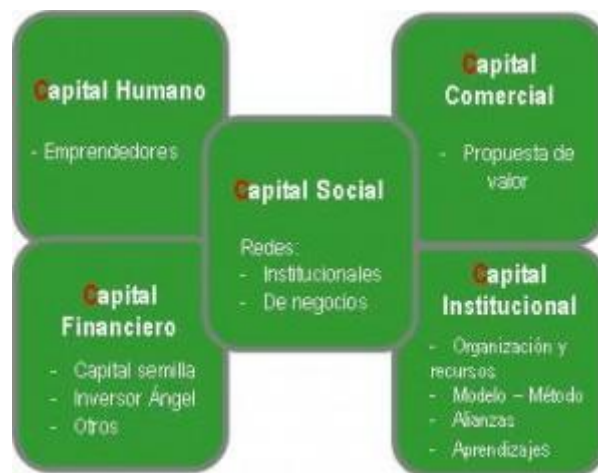 Capital Humano
- Emprendedores
Capital
Comercial
- Propuesta de
valor
Capital Social
Redes:
- Institucionales
- De negocios
Capital
Financiero
- Capital semilla
- Inversor Ángel
- Otros
Capital
Institucional
- Organización y
recursos
- Modelo – Método
- Alianzas
- Aprendizajes